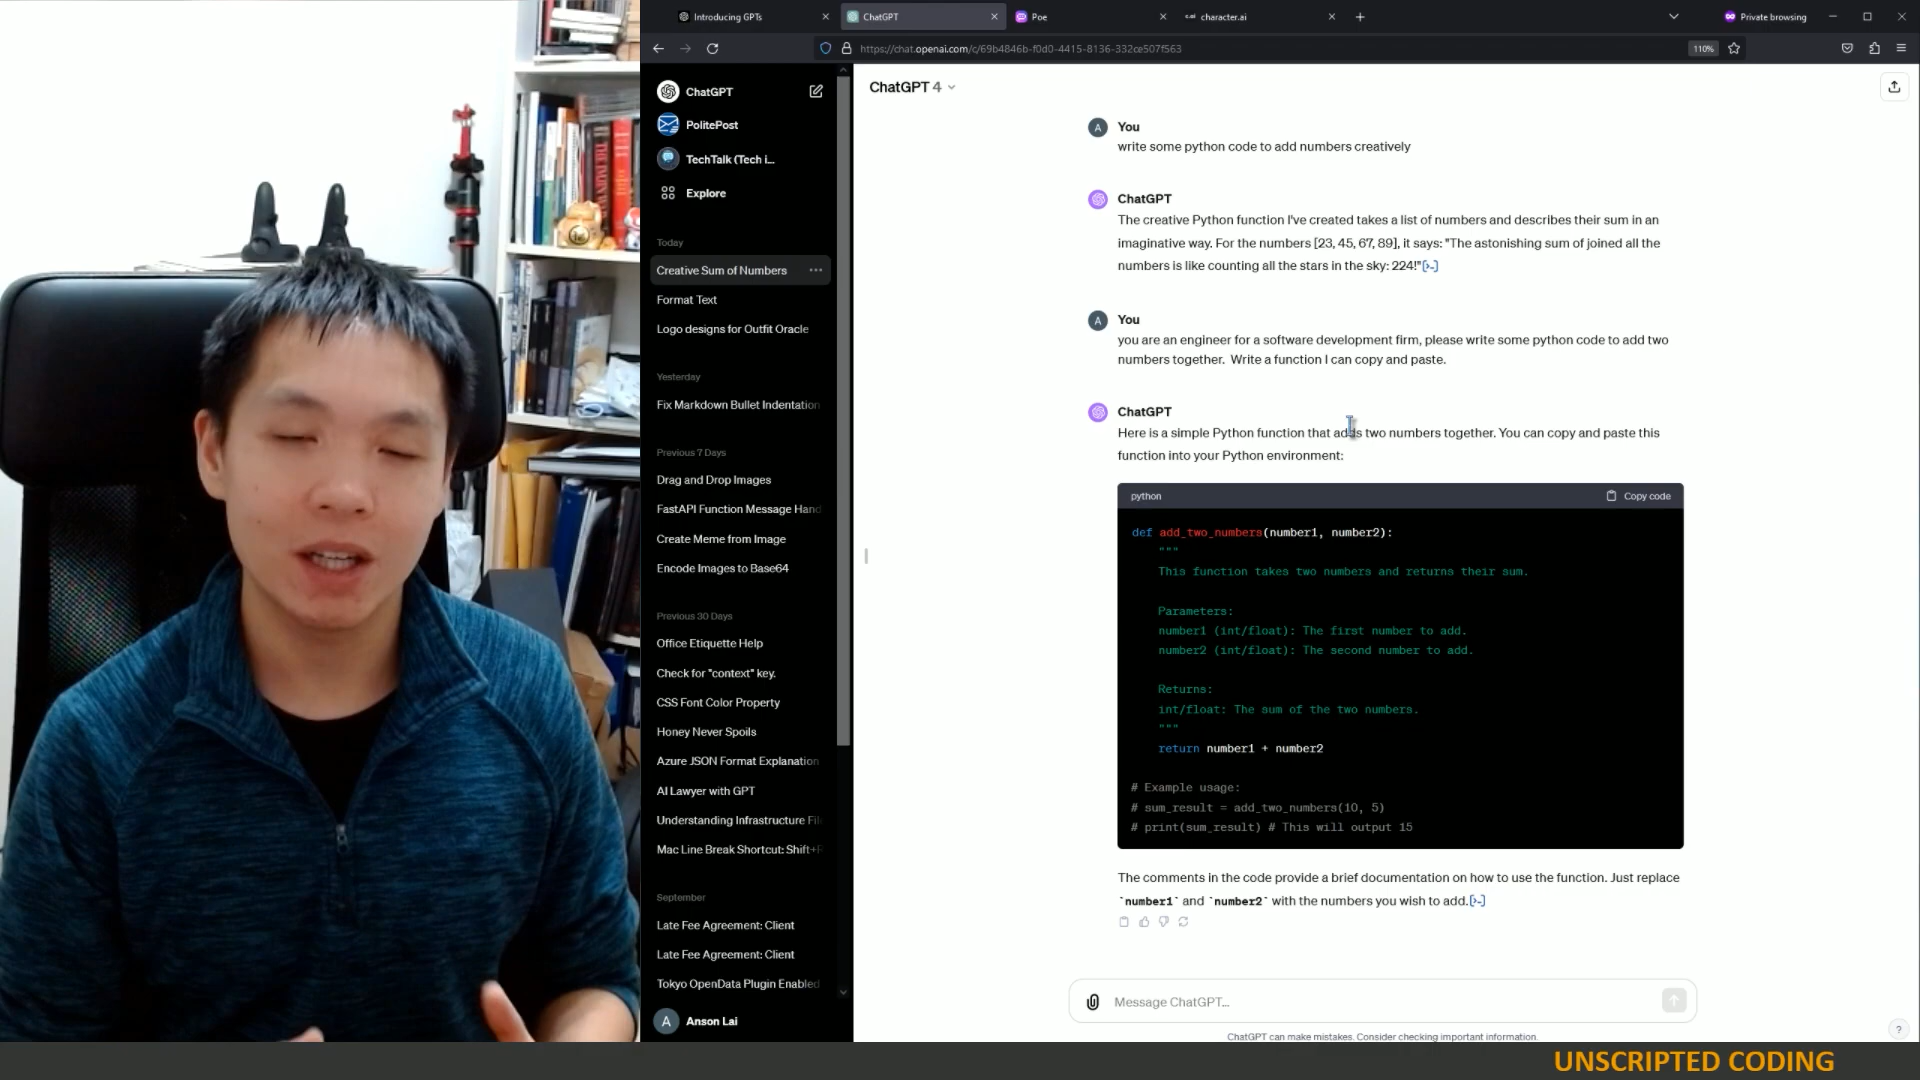 Introducing GPTs
ChatGPT
Poe
c.ai
character.ai
Private browsing
https://chat.openai.com/c/69b4846b-f0d0-4415-8136-332ce507f563
110%
ChatGPT
PolitePost
TechTalk (Tech i...
Explore
Today
Creative Sum of Numbers
Format Text
Logo designs for Outfit Oracle
Yesterday
Fix Markdown Bullet Indentation
Previous 7 Days
Drag and Drop Images
FastAPI Function Message Hand
Create Meme from Image
Encode Images to Base64
Previous 30 Days
Office Etiquette Help
Check for "context" key.
CSS Font Color Property
Honey Never Spoils
Azure JSON Format Explanation
AI Lawyer with GPT
Understanding Infrastructure Fil
Mac Line Break Shortcut: Shift+R
September
Late Fee Agreement: Client
Late Fee Agreement: Client
Tokyo OpenData Plugin Enabled
A
Anson Lai
ChatGPT 4
A
You
write some python code to add numbers creatively
ChatGPT
The creative Python function I've created takes a list of numbers and describes their sum in an
imaginative way. For the numbers [23, 45, 67, 89], it says: "The astonishing sum of joined all the
numbers is like counting all the stars in the sky: 224!"[>-]
A
You
you are an engineer for a software development firm, please write some python code to add two
numbers together.  Write a function I can copy and paste.
ChatGPT
Here is a simple Python function that adds two numbers together. You can copy and paste this
function into your Python environment:
python
Copy code
def add_two_numbers(number1, number2):
"""
This function takes two numbers and returns their sum.
Parameters:
number1 (int/float): The first number to add.
number2 (int/float): The second number to add.
Returns:
int/float: The sum of the two numbers.
"""
return number1 + number2
# Example usage:
# sum_result = add_two_numbers(10, 5)
# print(sum_result) # This will output 15
The comments in the code provide a brief documentation on how to use the function. Just replace
`number1` and `number2` with the numbers you wish to add.[>-]
Message ChatGPT...
ChatGPT can make mistakes. Consider checking important information.
?
UNSCRIPTED CODING